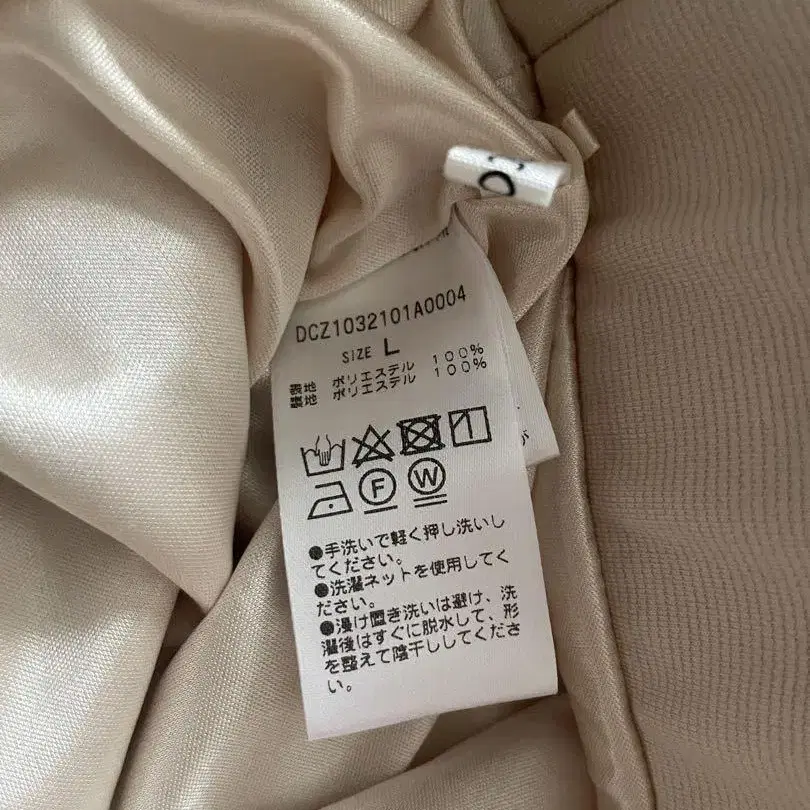 DCZ1032101A0004
SIZE L
表地 ポリエステル 100%
裏地 ポリエステル 100%
F W
●手洗いで軽く押し洗いし
てください。
●洗濯ネットを使用してく
ださい。
●浸け置き洗いは避け、洗
濯後はすぐに脱水して、形
を整えて陰干ししてくださ
い。